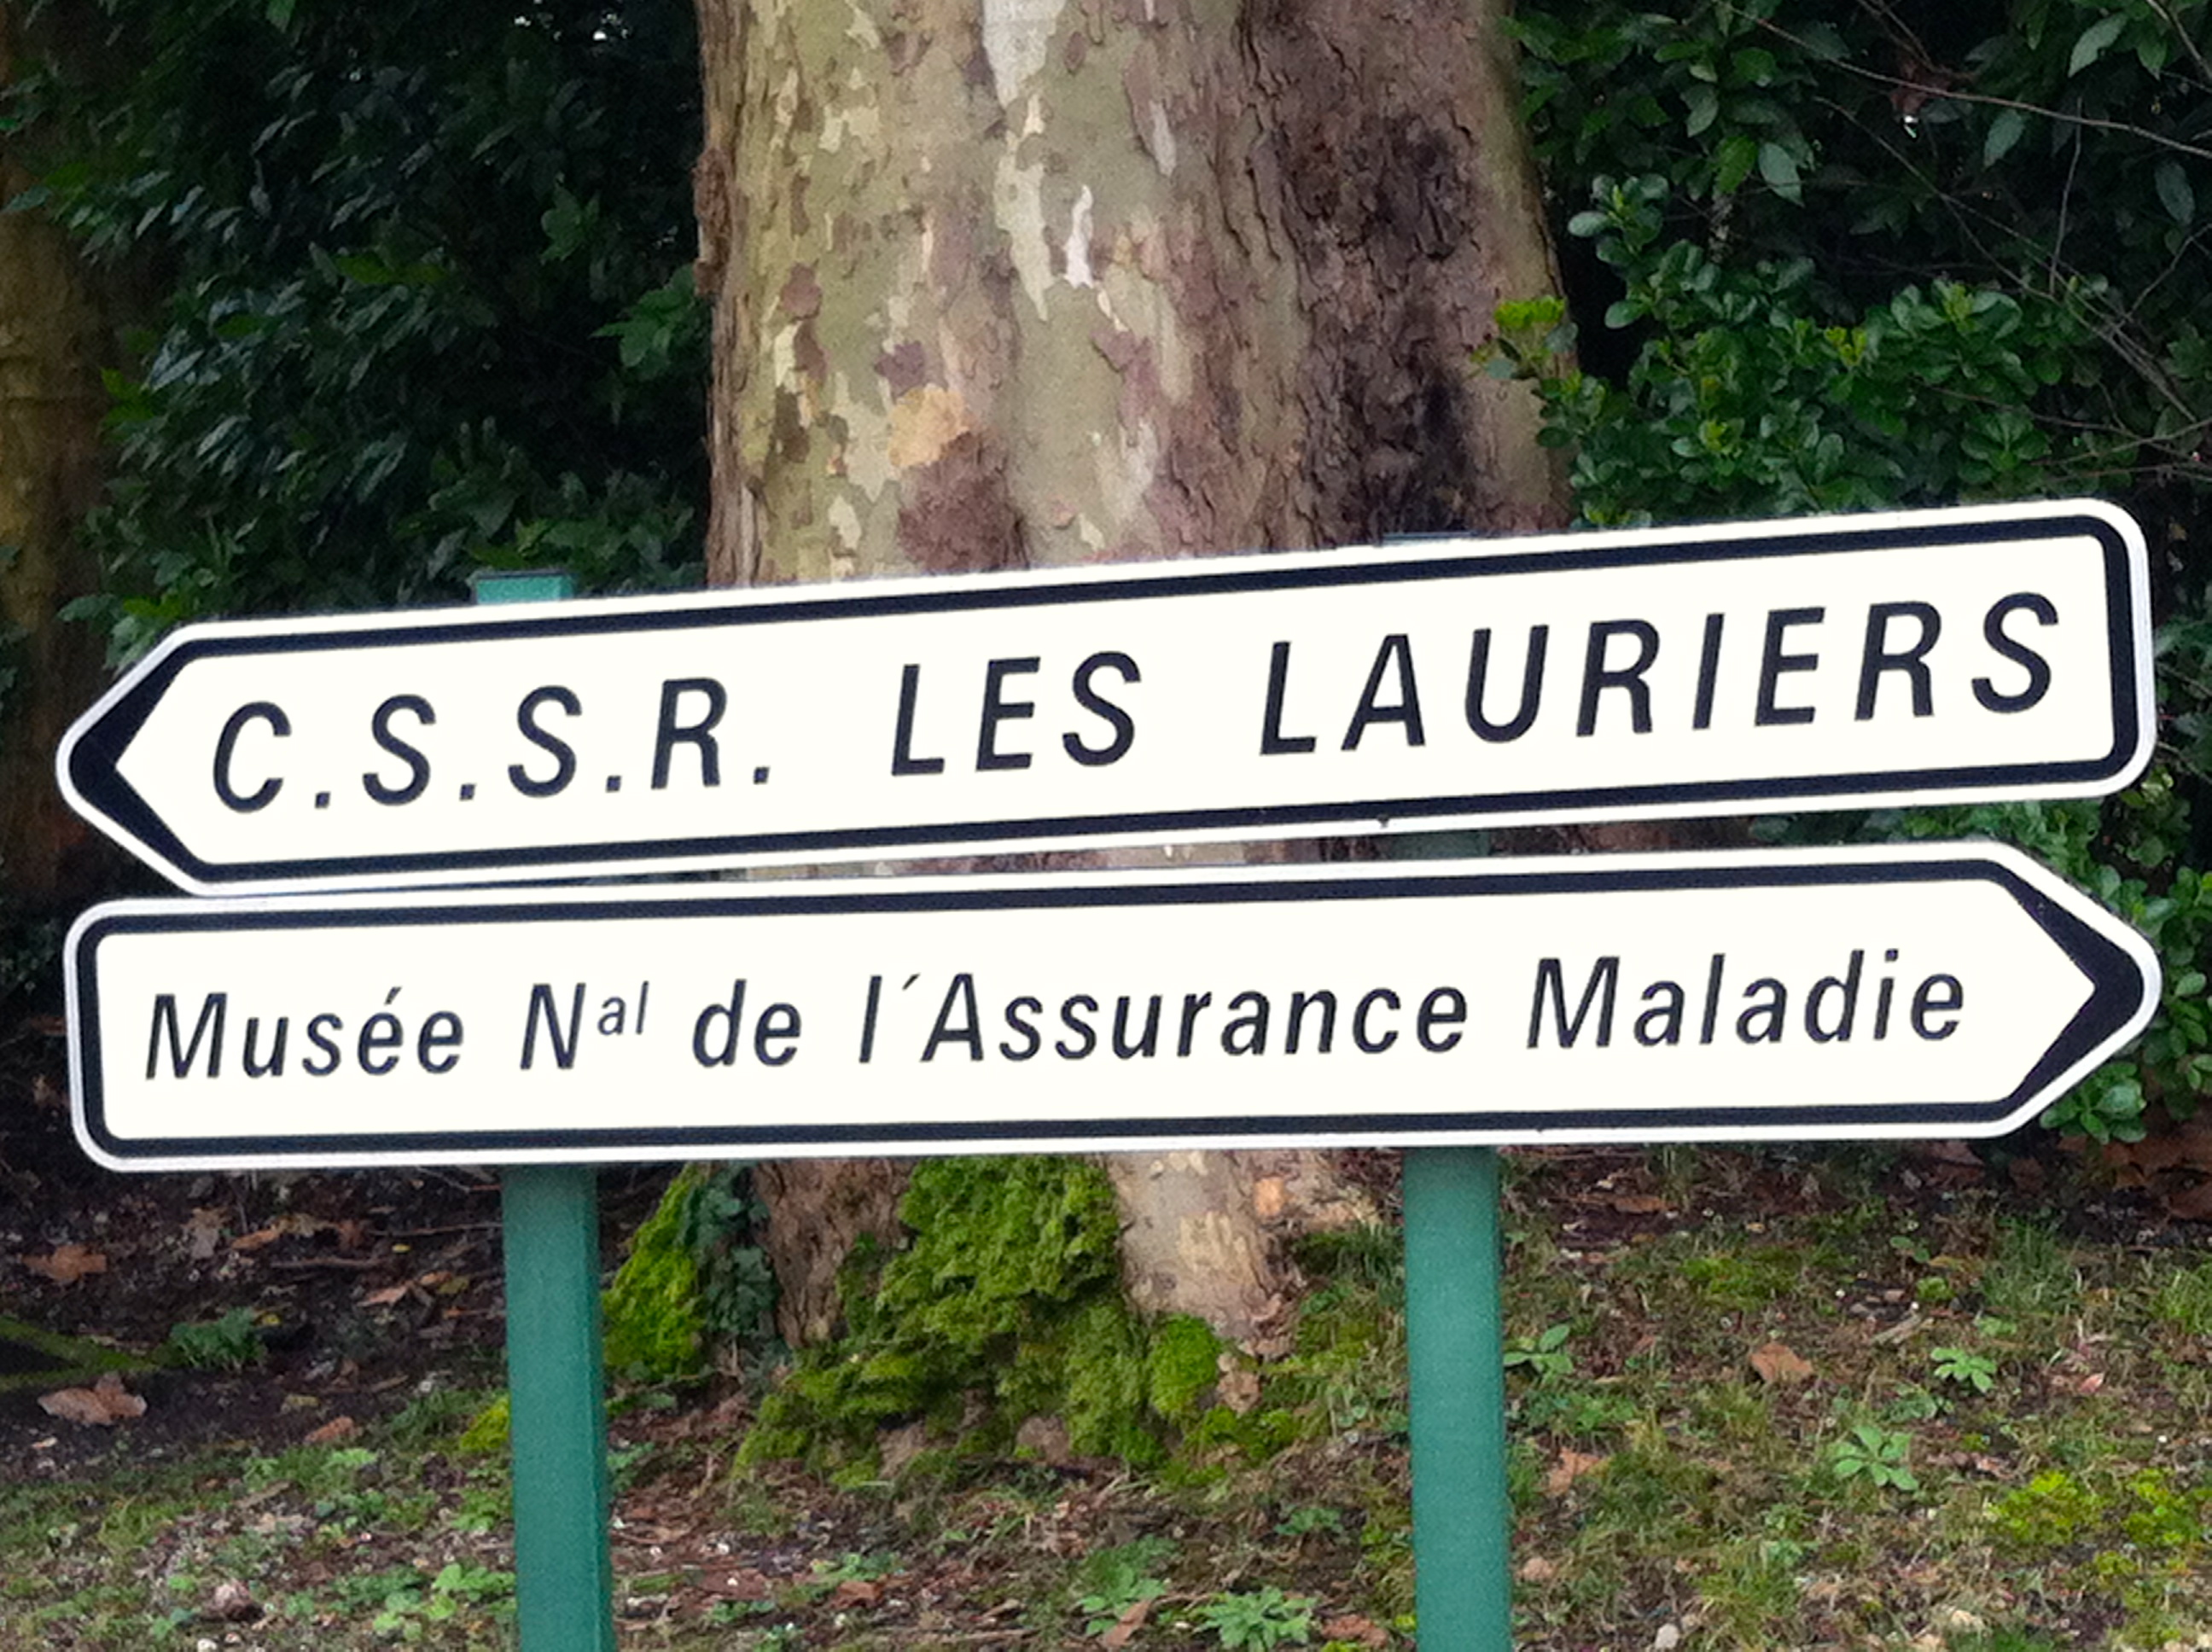 C.S.S.R. LES LAURIERS
Musée Nal de l'Assurance Maladie